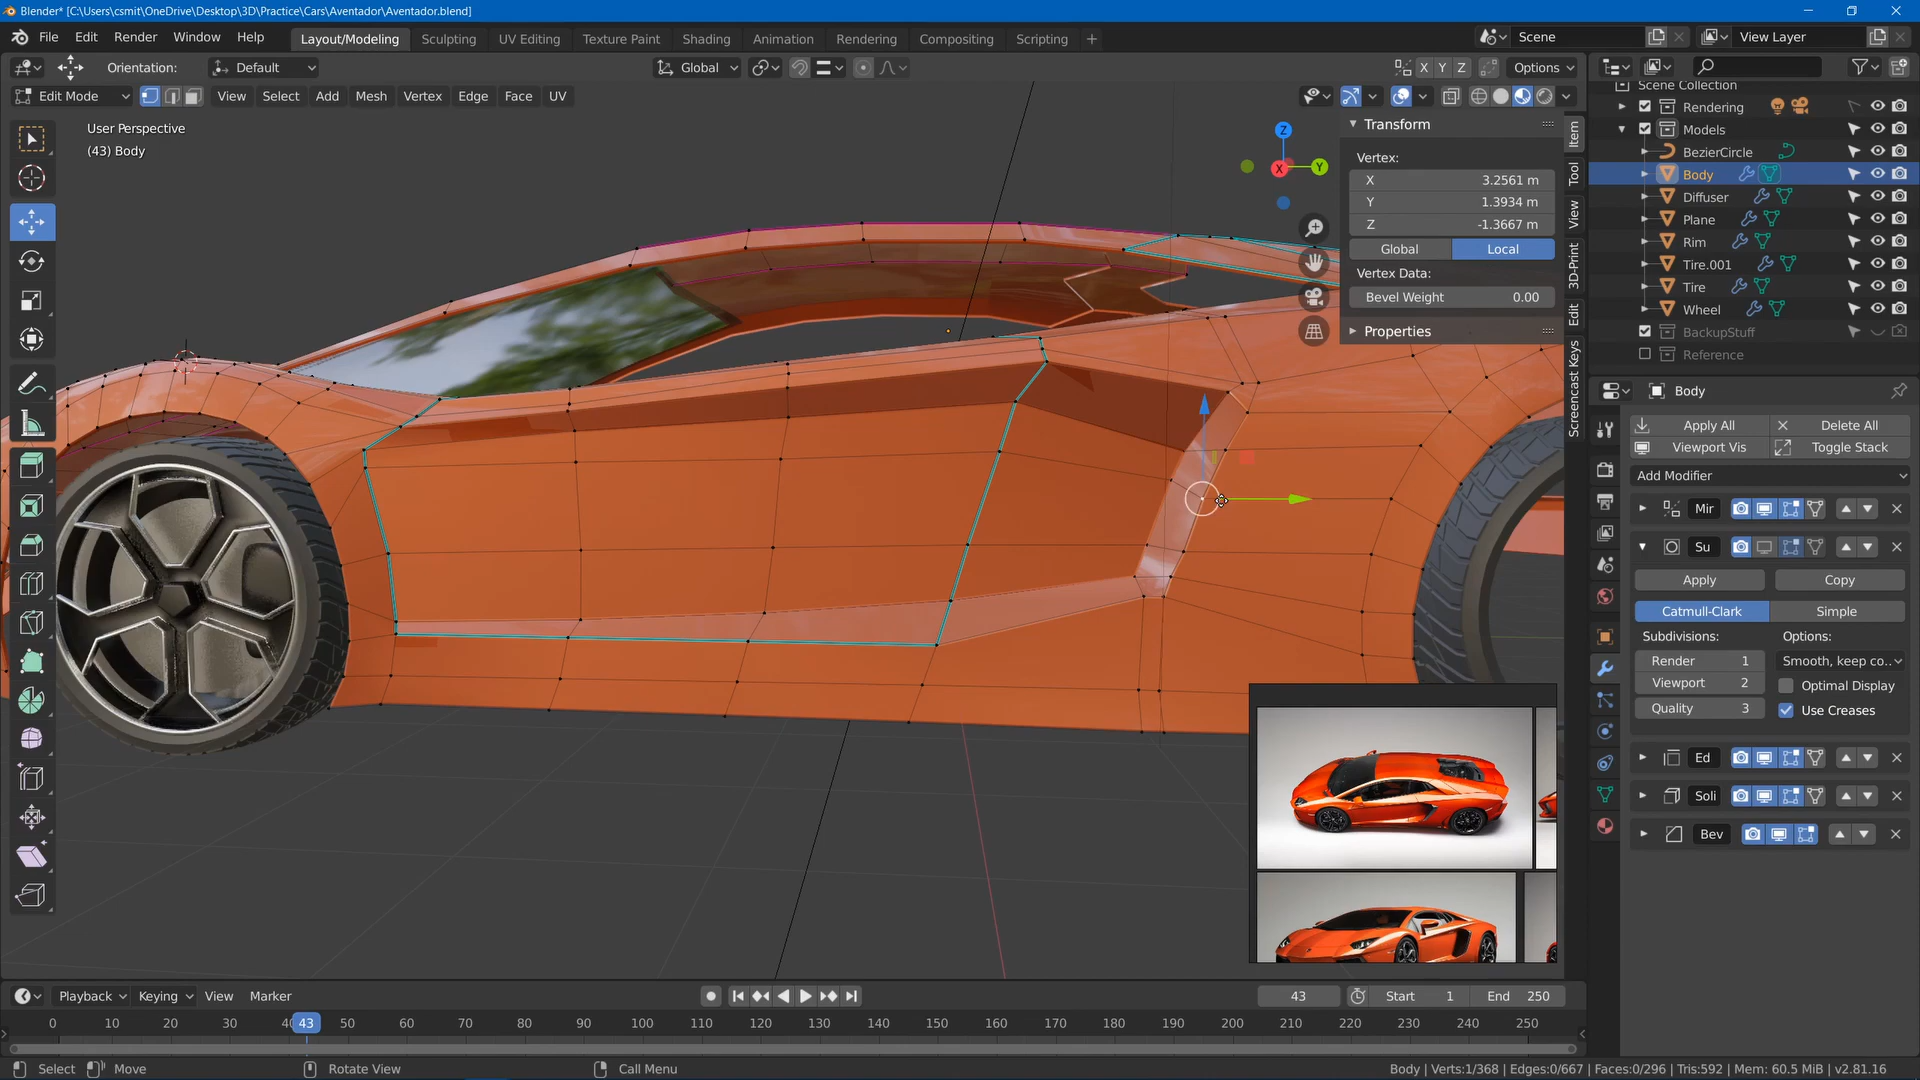 Blender* [C:\Users\csmit\OneDrive\Desktop\3D\Practice\Cars\Aventador\Aventador.blend]
File Edit Render Window Help Layout/Modeling Sculpting UV Editing Texture Paint Shading Animation Rendering Compositing Scripting + Scene View Layer
Orientation: Default Global X Y Z Options
Edit Mode View Select Add Mesh Vertex Edge Face UV
User Perspective
(43) Body
Z
X
Y
Transform
Vertex:
X 3.2561 m
Y 1.3934 m
Z -1.3667 m
Global Local
Vertex Data:
Bevel Weight 0.00
Properties
Item
Tool
View
3D-Print
Edit
Screencast Keys
Scene Collection
Rendering
Models
BezierCircle
Body
Diffuser
Plane
Rim
Tire.001
Tire
Wheel
BackupStuff
Reference
Body
Apply All Delete All
Viewport Vis Toggle Stack
Add Modifier
Mir
Su
Apply Copy
Catmull-Clark Simple
Subdivisions: Options:
Render 1 Smooth, keep co..
Viewport 2 Optimal Display
Quality 3 Use Creases
Ed
Soli
Bev
Playback Keying View Marker 43 Start 1 End 250
0 10 20 30 40 43 50 60 70 80 90 100 110 120 130 140 150 160 170 180 190 200 210 220 230 240 250
Select Move Rotate View Call Menu Body | Verts:1/368 | Edges:0/667 | Faces:0/296 | Tris:592 | Mem: 60.5 MiB | v2.81.16